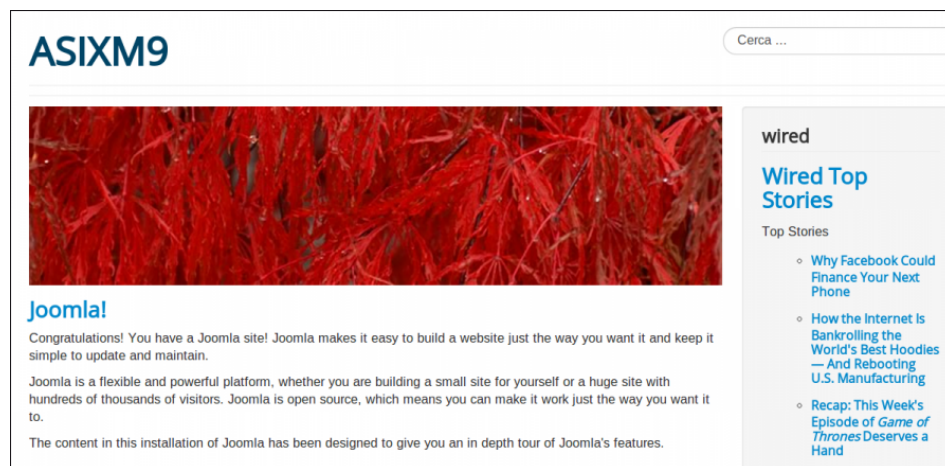 ASIXM9
Cerca ...
Joomla!
Congratulations! You have a Joomla site! Joomla makes it easy to build a website just the way you want it and keep it
simple to update and maintain.
Joomla is a flexible and powerful platform, whether you are building a small site for yourself or a huge site with
hundreds of thousands of visitors. Joomla is open source, which means you can make it work just the way you want it
to.
The content in this installation of Joomla has been designed to give you an in depth tour of Joomla's features.
wired
Wired Top
Stories
Top Stories
Why Facebook Could
Finance Your Next
Phone
How the Internet Is
Bankrolling the
World's Best Hoodies
— And Rebooting
U.S. Manufacturing
Recap: This Week's
Episode of Game of
Thrones Deserves a
Hand